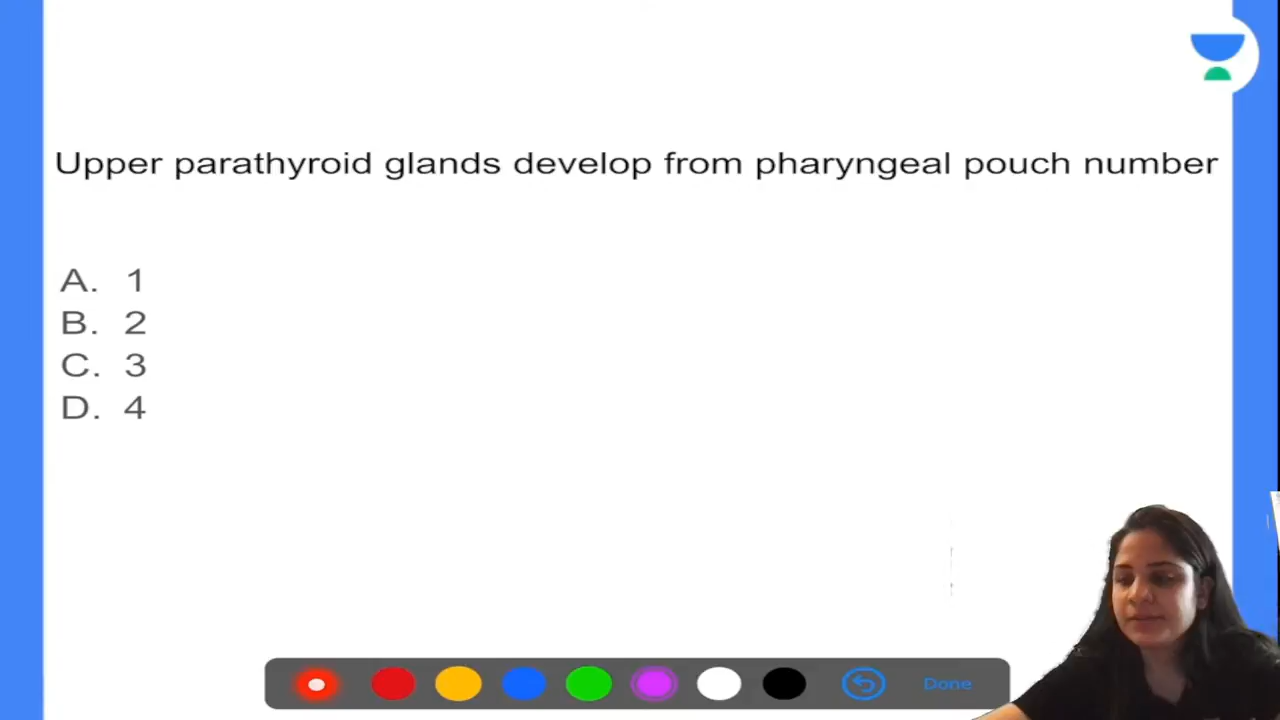 Upper parathyroid glands develop from pharyngeal pouch number
A. 1
B. 2
C. 3
D. 4
Done